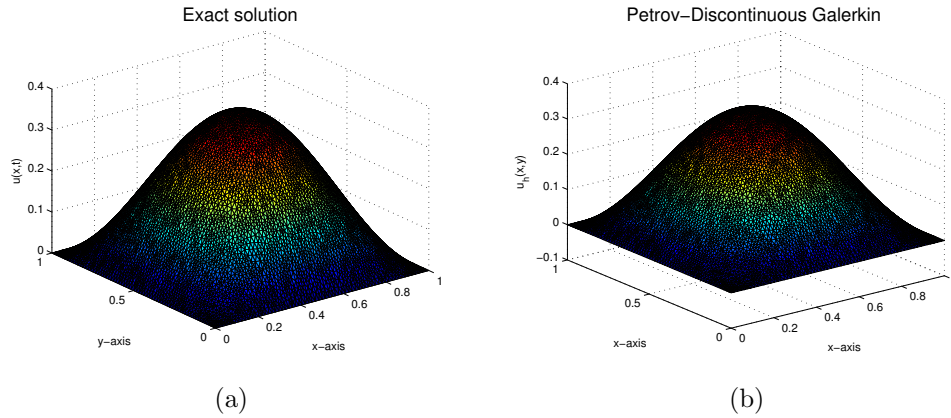 Exact solution
0.4
0.3
0.2
0.1
0
u(x,t)
1
0.5
0
y−axis
0
0.2
0.4
0.6
0.8
1
x−axis
(a)
Petrov−Discontinuous Galerkin
0.4
0.3
0.2
0.1
0
−0.1
u_h(x,y)
1
0.5
0
x−axis
0
0.2
0.4
0.6
0.8
x−axis
(b)